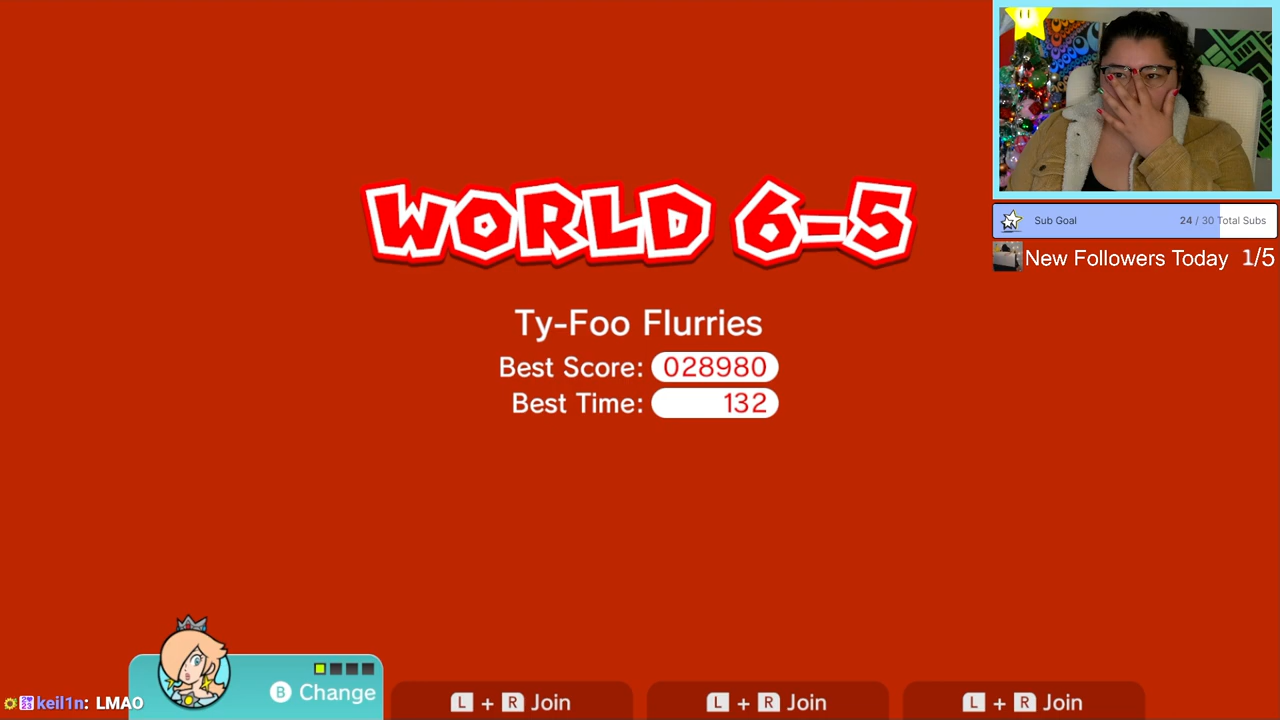 WORLD 6-5
Ty-Foo Flurries
Best Score: 028980
Best Time: 132
Sub Goal 24 / 30 Total Subs
New Followers Today 1/5
B Change
L + R Join
L + R Join
L + R Join
keil1n: LMAO